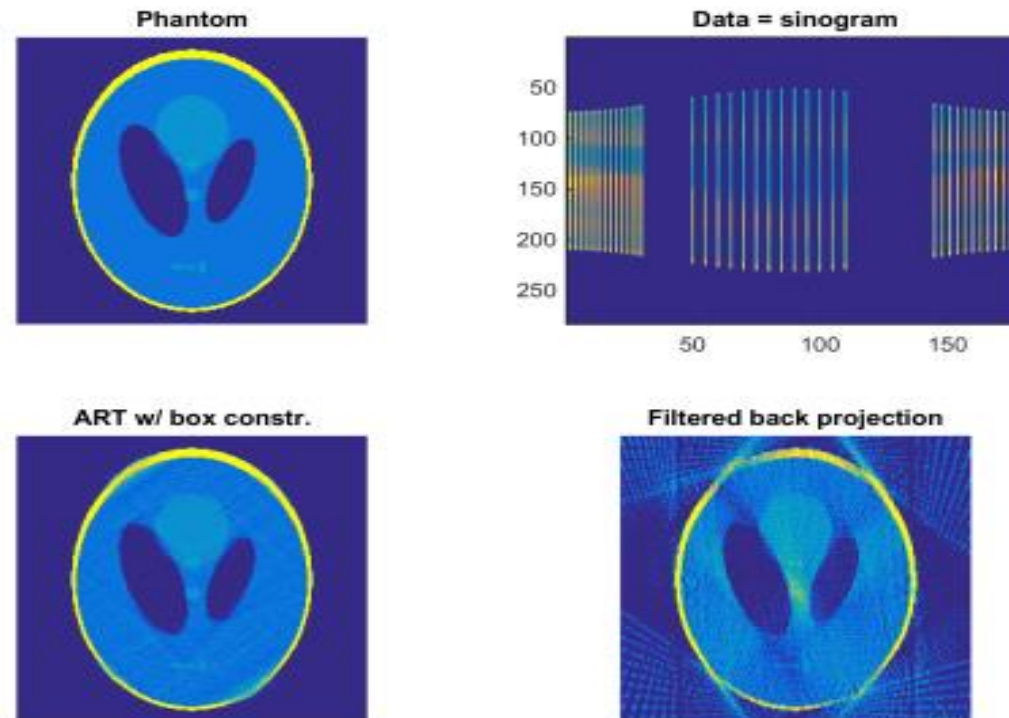 Phantom
Data = sinogram
50
100
150
200
250
50
100
150
ART w/ box constr.
Filtered back projection